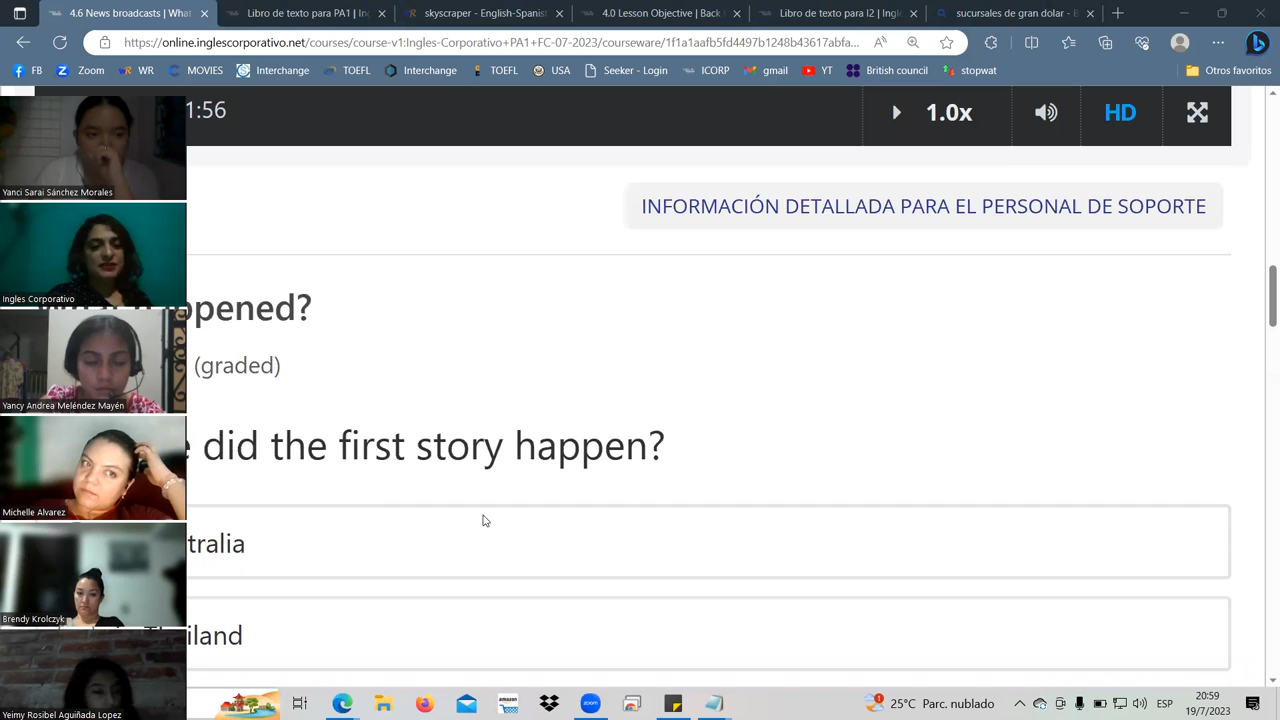 4.6 News broadcasts | What
Libro de texto para PA1 | In
skyscraper - English-Spanis
4.0 Lesson Objective | Bac
Libro de texto para I2 | Ingl
sucursales de gran dolar - B
https://online.inglescorporativo.net/courses/course-v1:Ingles-Corporativo+PA1+FC-07-2023/courseware/1f1a1aafb5fd4497b1248b43617abfa...
FB Zoom WR MOVIES Interchange TOEFL Interchange TOEFL USA Seeker - Login ICORP gmail YT British council stopwat Otros favoritos
1:56 1.0x HD
Yanci Sarai Sánchez Morales
INFORMACIÓN DETALLADA PARA EL PERSONAL DE SOPORTE
Ingles Corporativo
ppened?
(graded)
Yancy Andrea Meléndez Mayén
did the first story happen?
Michelle Alvarez
tralia
Brendy Krolczyk
iland
Yeimy Rosibel Aguiñada Lopez
amazon
zoom
1
25°C Parc. nublado
ESP
20:59
19/7/2023